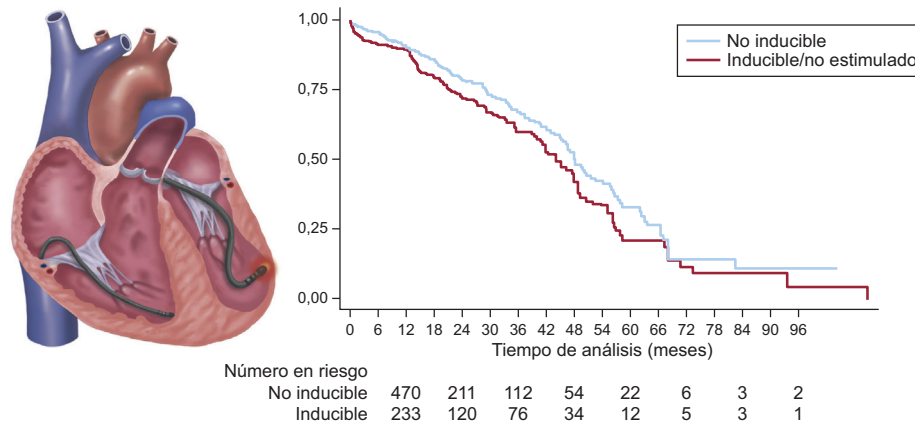 1,00
0,75
0,50
0,25
0,00
No inducible
Inducible/no estimulado
0 6 12 18 24 30 36 42 48 54 60 66 72 78 84 90 96
Tiempo de análisis (meses)
Número en riesgo
No inducible 470 211 112 54 22 6 3 2
Inducible 233 120 76 34 12 5 3 1